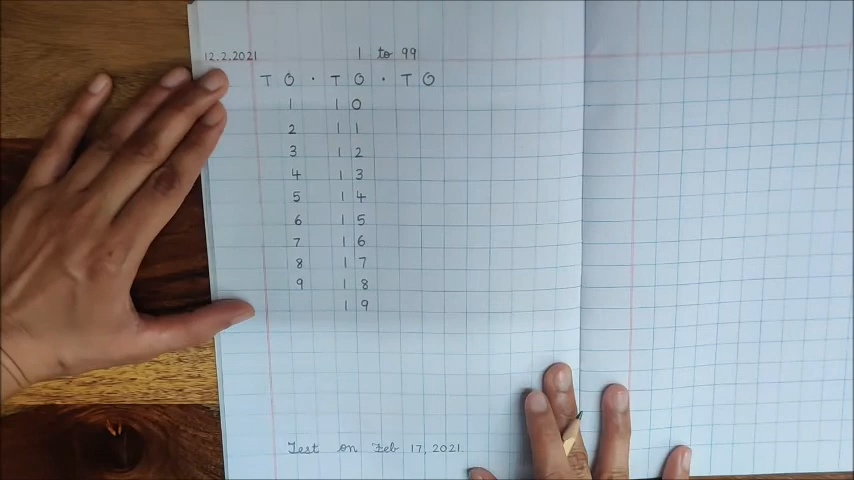 12.2.2021 1 to 99
T O · T O · T O
1 1 0
2 1 1
3 1 2
4 1 3
5 1 4
6 1 5
7 1 6
8 1 7
9 1 8
1 9
Test on Feb 17, 2021.